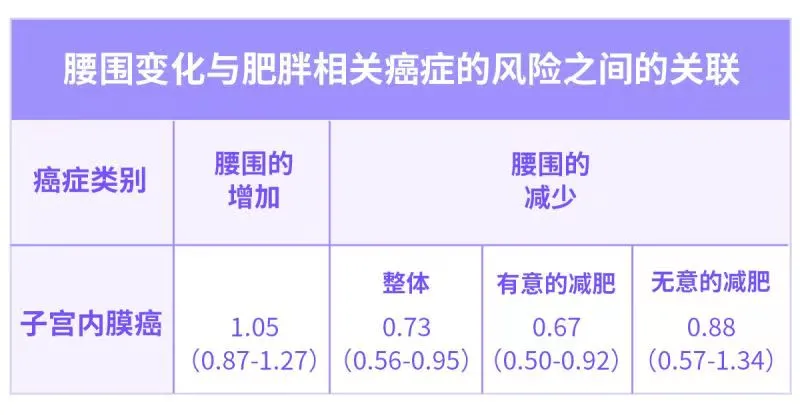 腰围变化与肥胖相关癌症的风险之间的关联
癌症类别
腰围的
增加
腰围的
减少
子宫内膜癌
1.05
（0.87-1.27）
整体
0.73
（0.56-0.95）
有意的减肥
0.67
（0.50-0.92）
无意的减肥
0.88
（0.57-1.34）